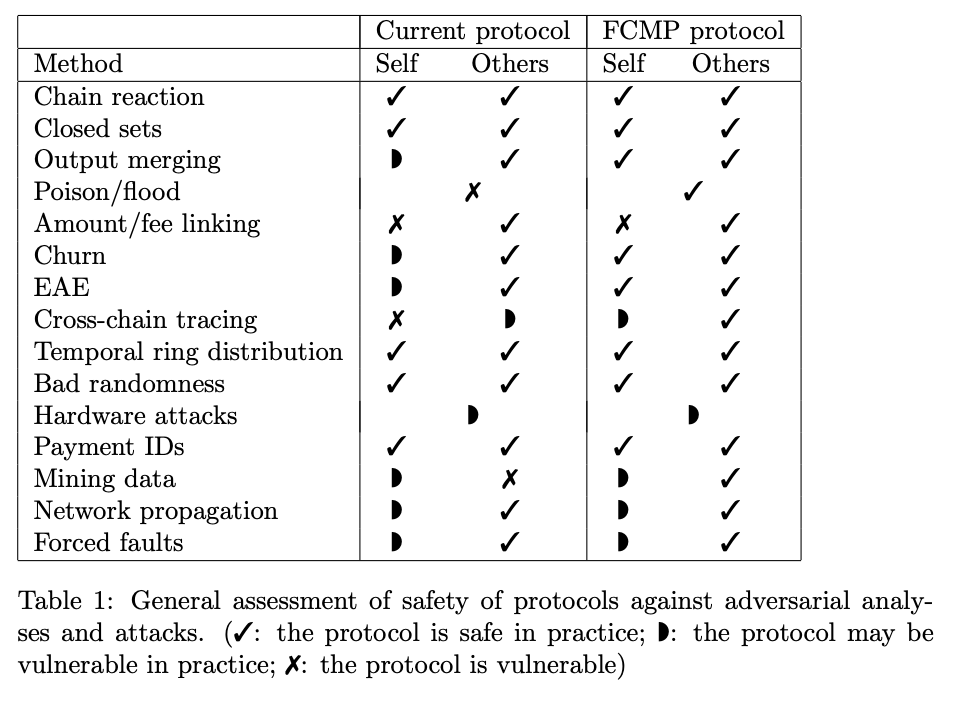 Current protocol FCMP protocol
Method Self Others Self Others
Chain reaction ✓ ✓ ✓ ✓
Closed sets ✓ ✓ ✓ ✓
Output merging ◗ ✓ ✓ ✓
Poison/flood ✗ ✓
Amount/fee linking ✗ ✓ ✗ ✓
Churn ◗ ✓ ✓ ✓
EAE ◗ ✓ ✓ ✓
Cross-chain tracing ✗ ◗ ◗ ✓
Temporal ring distribution ✓ ✓ ✓ ✓
Bad randomness ✓ ✓ ✓ ✓
Hardware attacks ◗ ◗
Payment IDs ✓ ✓ ✓ ✓
Mining data ◗ ✗ ◗ ✓
Network propagation ◗ ✓ ◗ ✓
Forced faults ◗ ✓ ◗ ✓
Table 1: General assessment of safety of protocols against adversarial analy-
ses and attacks. (✓: the protocol is safe in practice; ◗: the protocol may be
vulnerable in practice; ✗: the protocol is vulnerable)